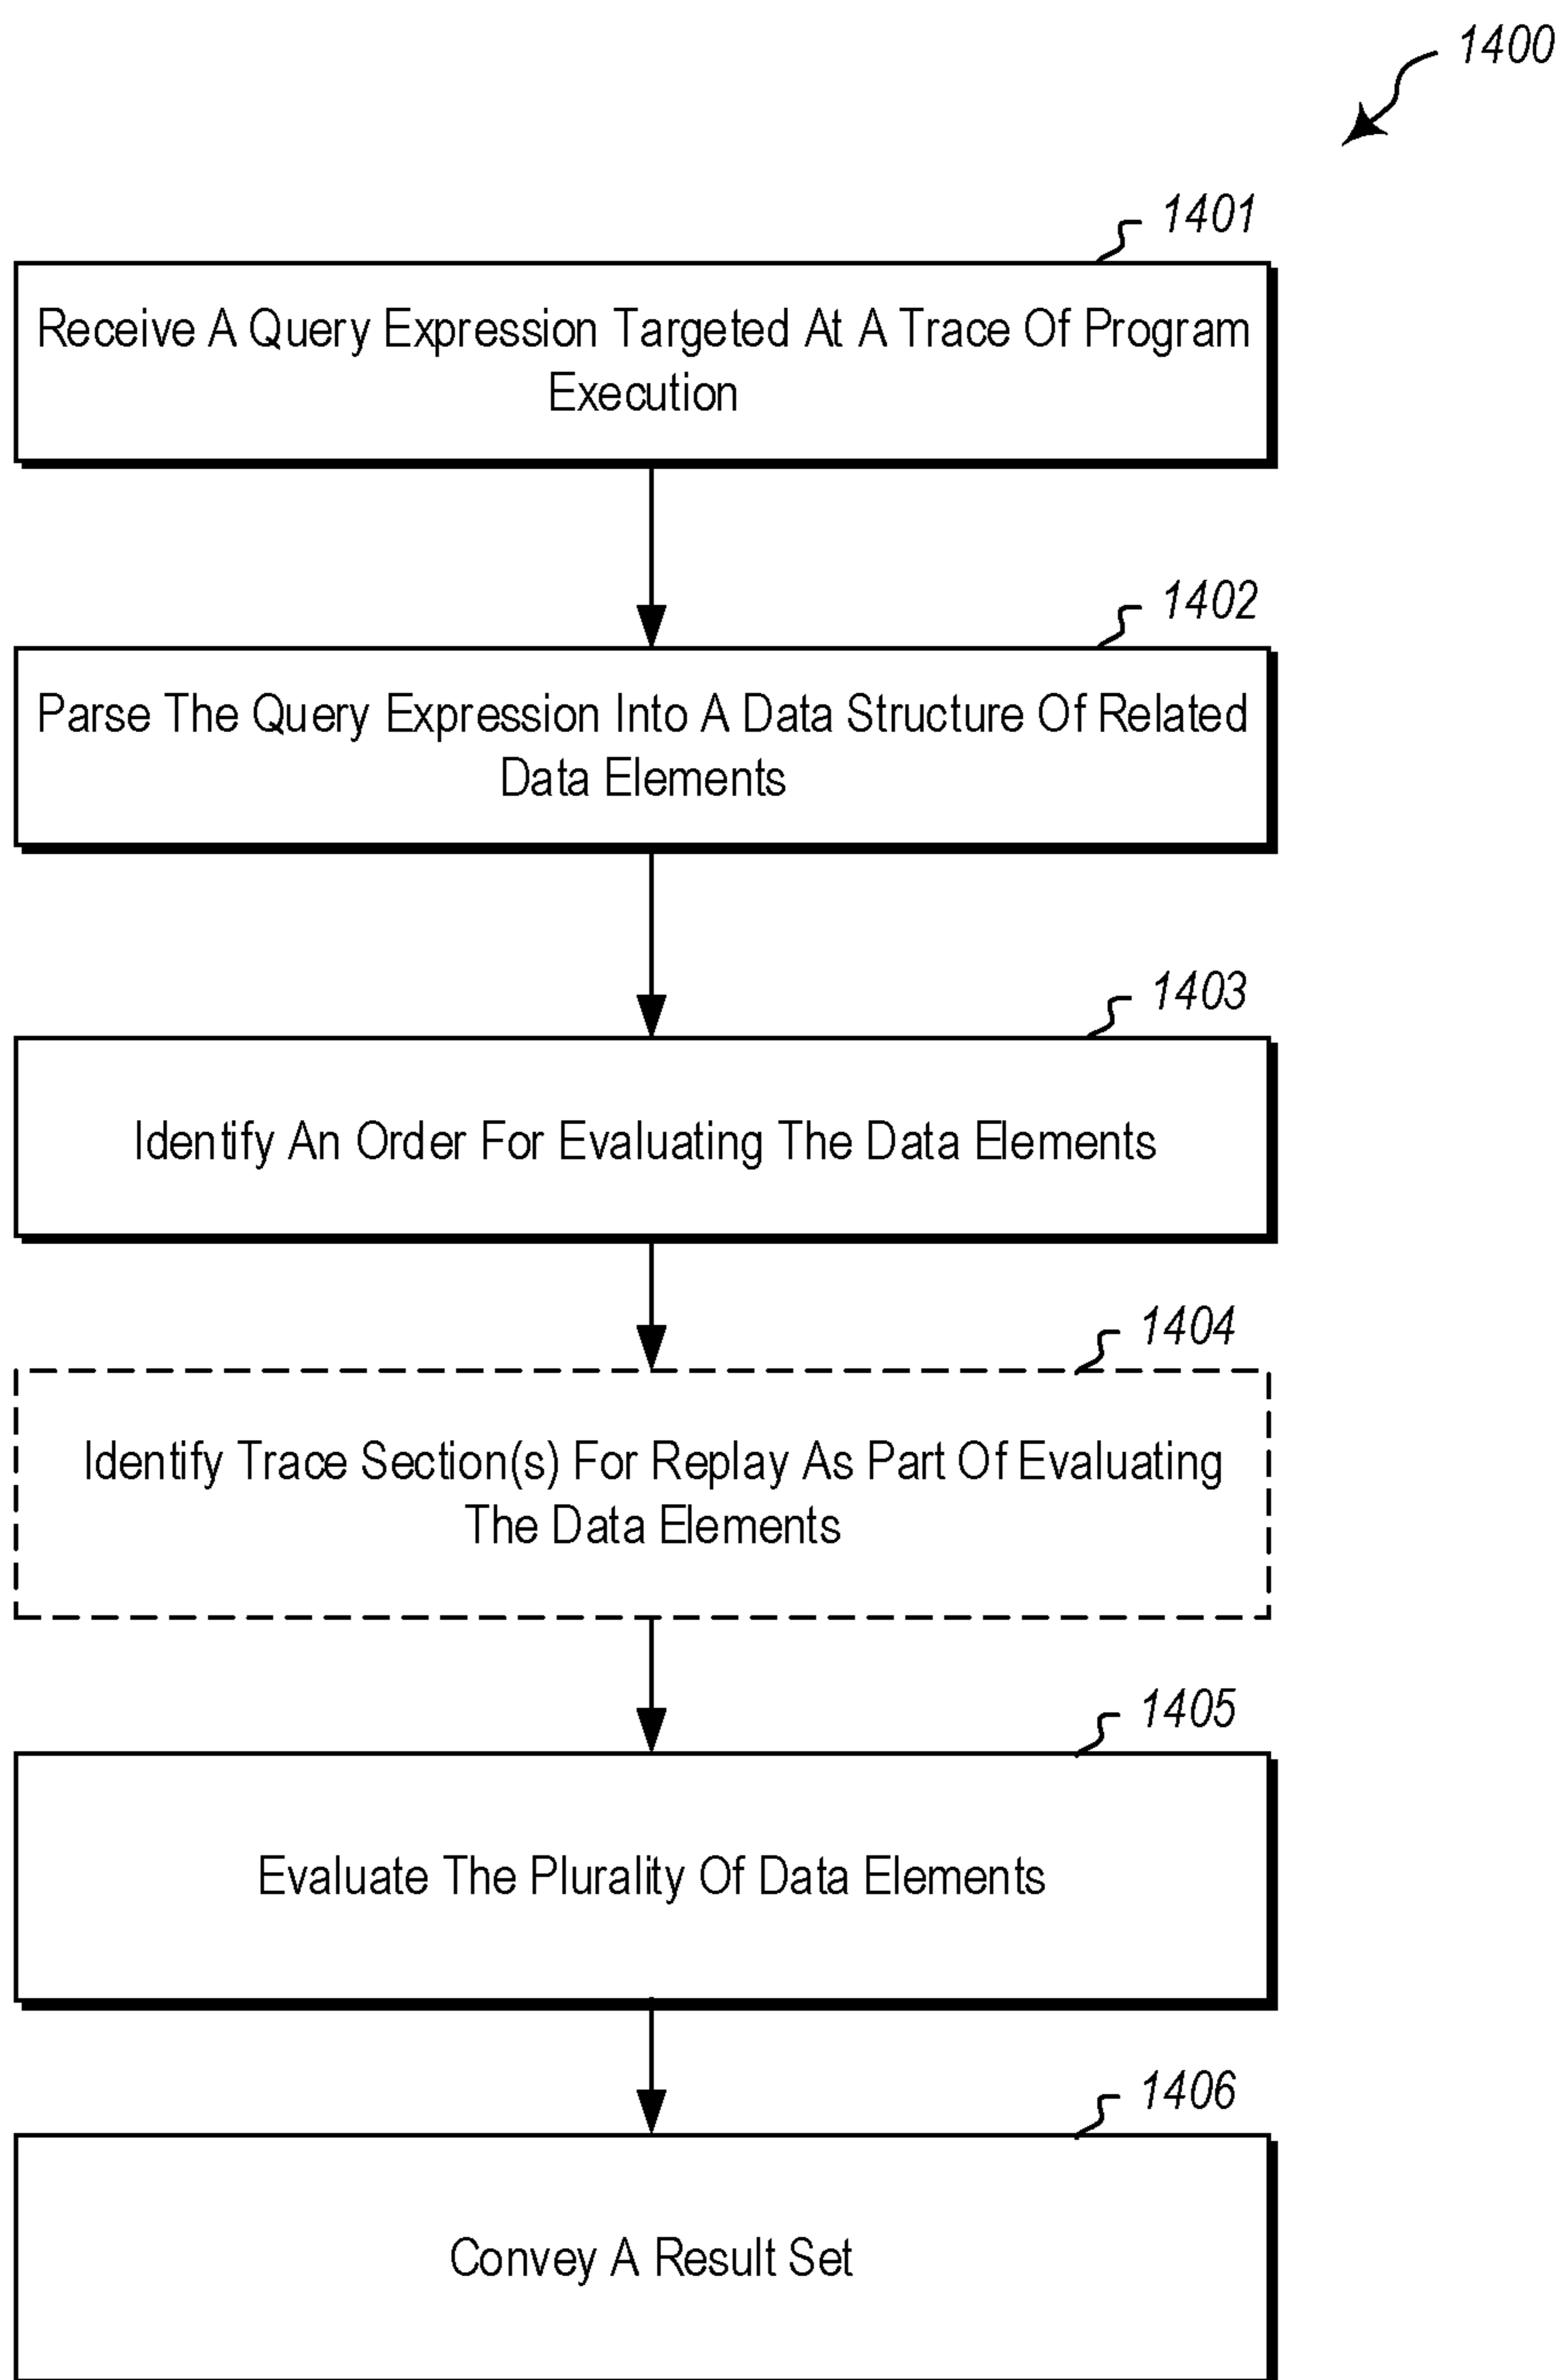 1400
1401
Receive A Query Expression Targeted At A Trace Of Program
Execution
1402
Parse The Query Expression Into A Data Structure Of Related
Data Elements
1403
Identify An Order For Evaluating The Data Elements
1404
Identify Trace Section(s) For Replay As Part Of Evaluating
The Data Elements
1405
Evaluate The Plurality Of Data Elements
1406
Convey A Result Set